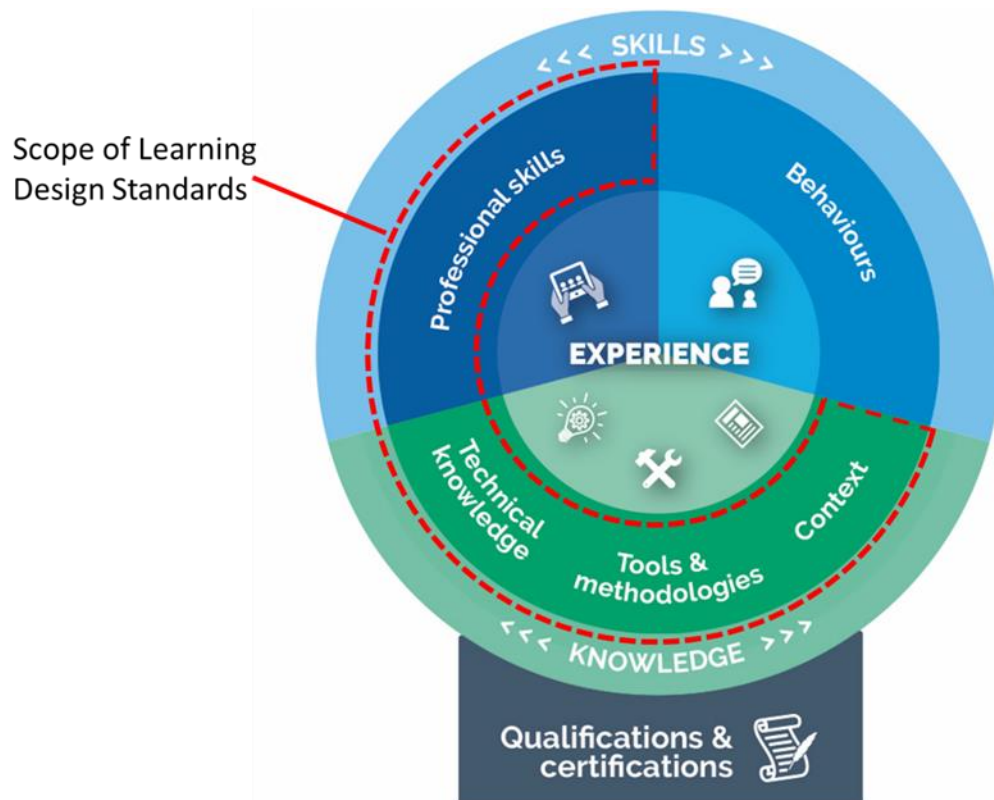 <<< SKILLS >>>
Scope of Learning
Design Standards
Professional skills
Behaviours
EXPERIENCE
Technical
knowledge
Tools &
methodologies
Context
<<< KNOWLEDGE >>>
Qualifications &
certifications